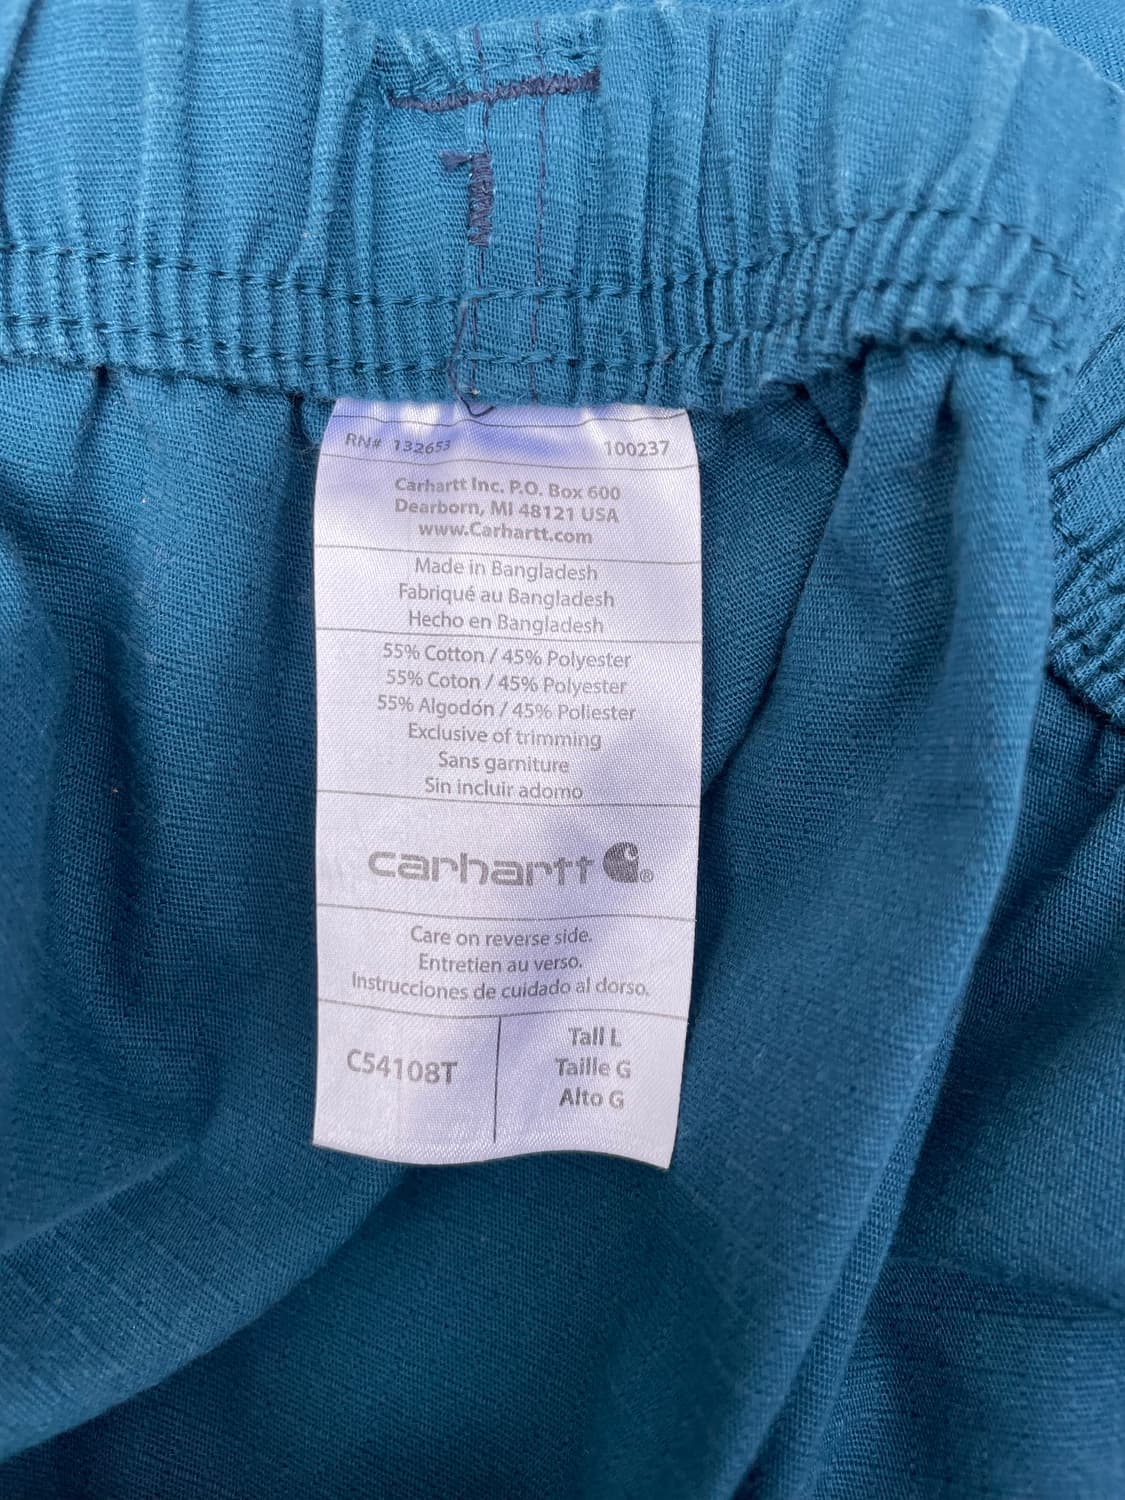 RN# 132653 100237
Carhartt Inc. P.O. Box 600
Dearborn, MI 48121 USA
www.Carhartt.com
Made in Bangladesh
Fabriqué au Bangladesh
Hecho en Bangladesh
55% Cotton / 45% Polyester
55% Coton / 45% Polyester
55% Algodón / 45% Poliester
Exclusive of trimming
Sans garniture
Sin incluir adorno
carhartt ®
Care on reverse side.
Entretien au verso.
Instrucciones de cuidado al dorso.
C54108T
Tall L
Taille G
Alto G